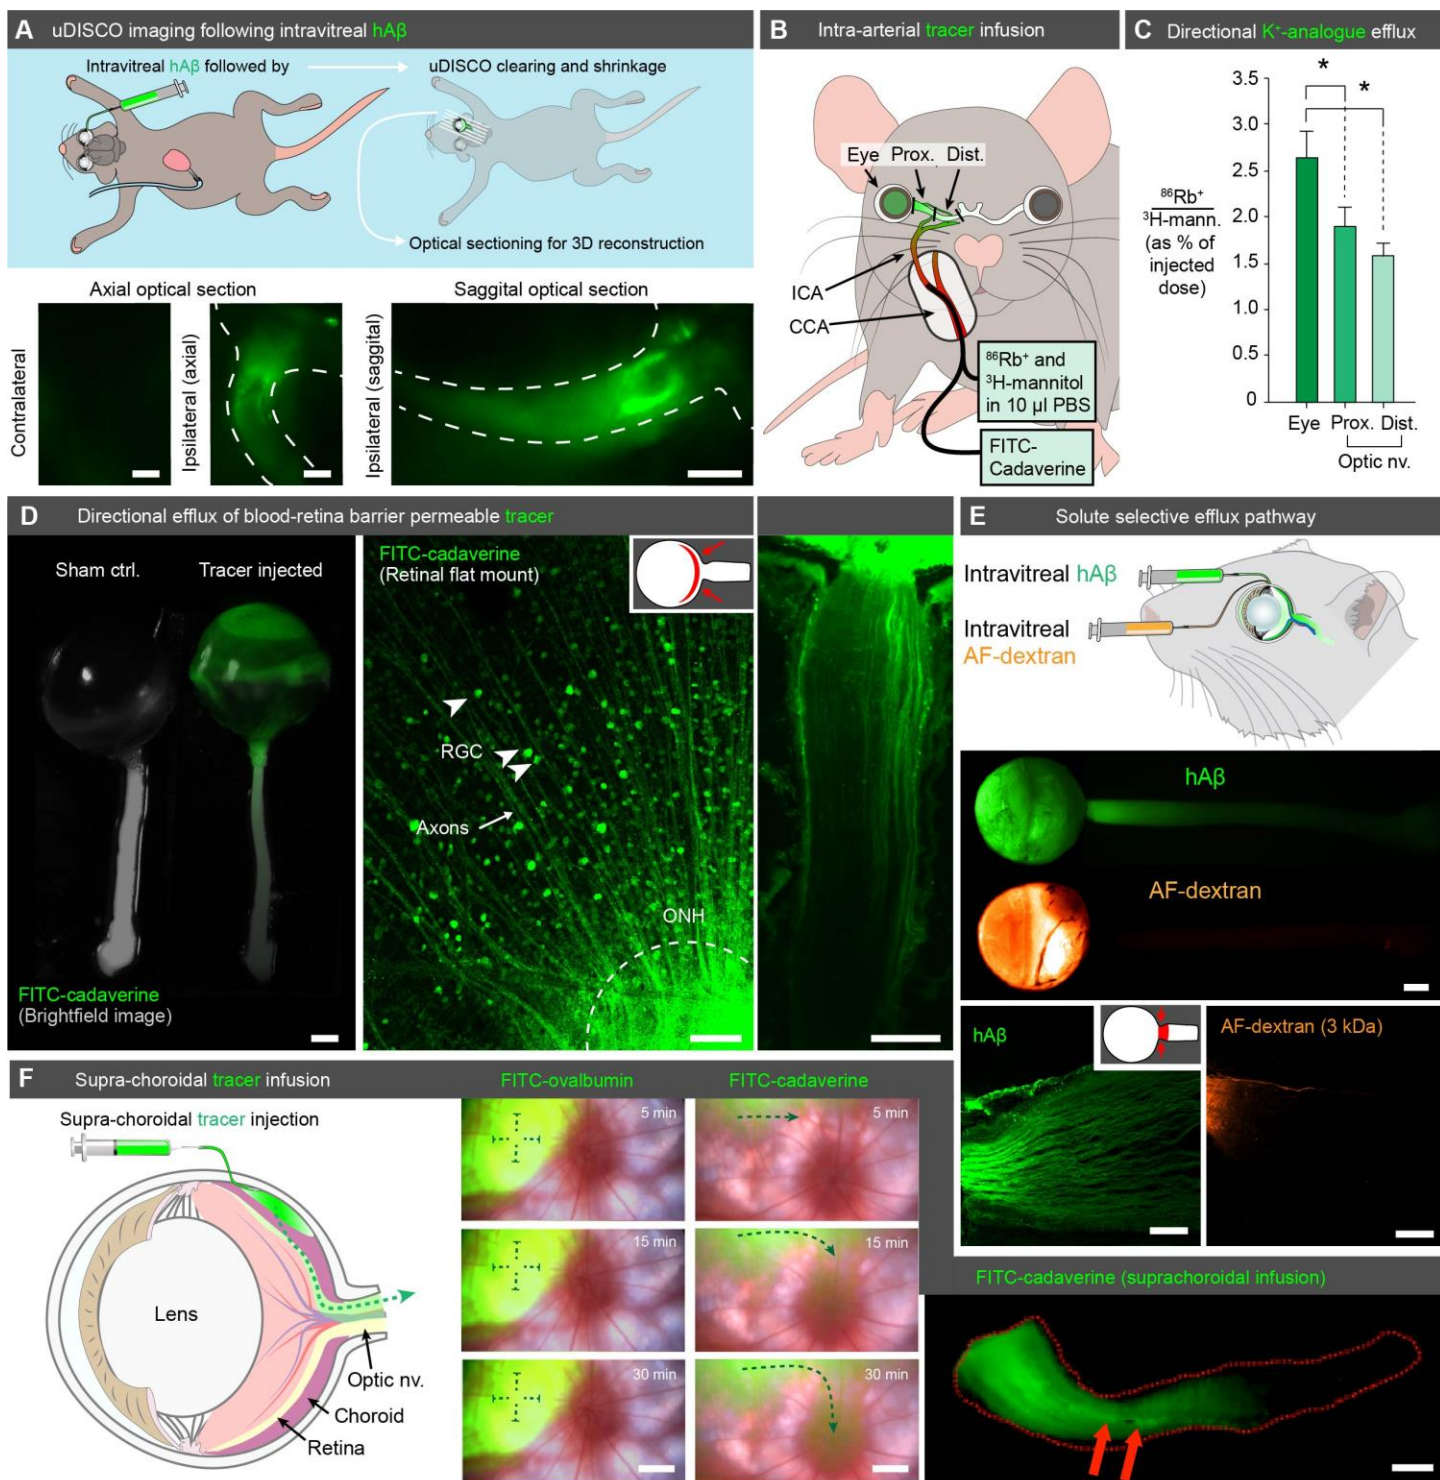 A uDISCO imaging following intravitreal hAβ
Intravitreal hAβ followed by
uDISCO clearing and shrinkage
Optical sectioning for 3D reconstruction
Axial optical section
Saggital optical section
Contralateral
Ipsilateral (axial)
Ipsilateral (saggital)
B Intra-arterial tracer infusion
Eye Prox. Dist.
ICA
CCA
⁸⁶Rb⁺ and
³H-mannitol
in 10 µl PBS
FITC-
Cadaverine
C Directional K⁺-analogue efflux
⁸⁶Rb⁺
³H-mann.
(as % of
injected
dose)
3.5
3.0
2.5
2.0
1.5
1.0
0.5
0
*
*
Eye Prox. Dist.
Optic nv.
D Directional efflux of blood-retina barrier permeable tracer
Sham ctrl.
Tracer injected
FITC-cadaverine
(Brightfield image)
FITC-cadaverine
(Retinal flat mount)
RGC
Axons
ONH
E Solute selective efflux pathway
Intravitreal hAβ
Intravitreal
AF-dextran
hAβ
AF-dextran
hAβ
AF-dextran (3 kDa)
F Supra-choroidal tracer infusion
Supra-choroidal tracer injection
Lens
Optic nv.
Choroid
Retina
FITC-ovalbumin
5 min
15 min
30 min
FITC-cadaverine
5 min
15 min
30 min
FITC-cadaverine (suprachoroidal infusion)